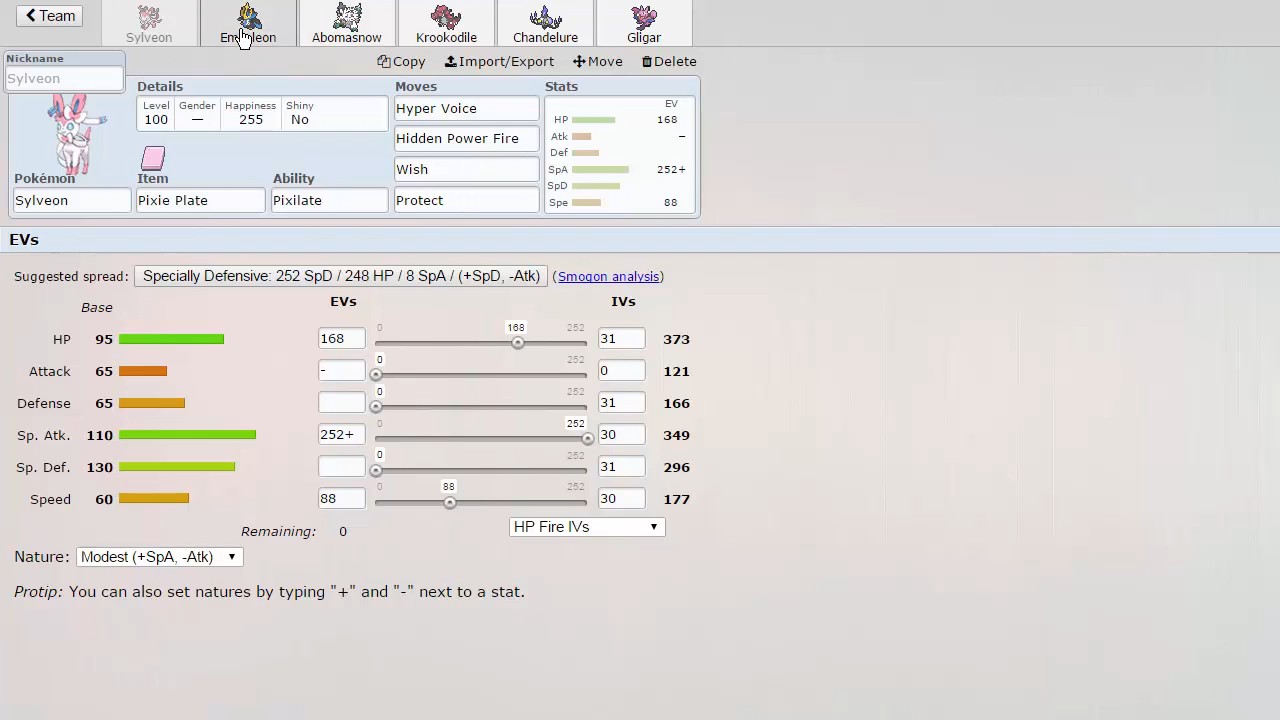 Team
Sylveon
Empoleon
Abomasnow
Krookodile
Chandelure
Gligar
Nickname
Sylveon
Copy
Import/Export
Move
Delete
Details
Level
Gender
Happiness
Shiny
100
—
255
No
Moves
Hyper Voice
Hidden Power Fire
Wish
Protect
Stats
EV
HP 168
Atk –
Def
SpA 252+
SpD
Spe 88
Pokémon
Sylveon
Item
Pixie Plate
Ability
Pixilate
EVs
Suggested spread: Specially Defensive: 252 SpD / 248 HP / 8 SpA / (+SpD, -Atk) (Smogon analysis)
Base EVs IVs
HP 95 168 0 168 252 31 373
Attack 65 - 0 252 0 121
Defense 65 0 252 31 166
Sp. Atk. 110 252+ 0 252 30 349
Sp. Def. 130 0 252 31 296
Speed 60 88 0 88 252 30 177
Remaining: 0 HP Fire IVs
Nature: Modest (+SpA, -Atk)
Protip: You can also set natures by typing "+" and "-" next to a stat.